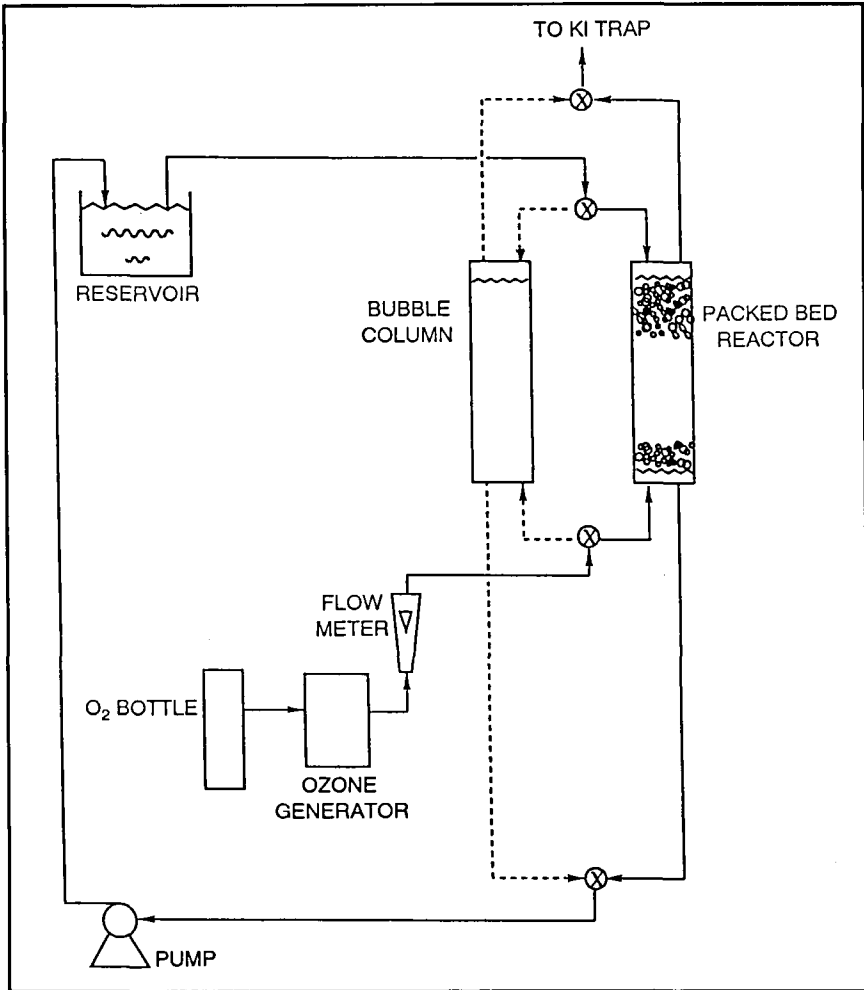 TO KI TRAP
RESERVOIR
BUBBLE
COLUMN
PACKED BED
REACTOR
FLOW
METER
O₂ BOTTLE
OZONE
GENERATOR
PUMP